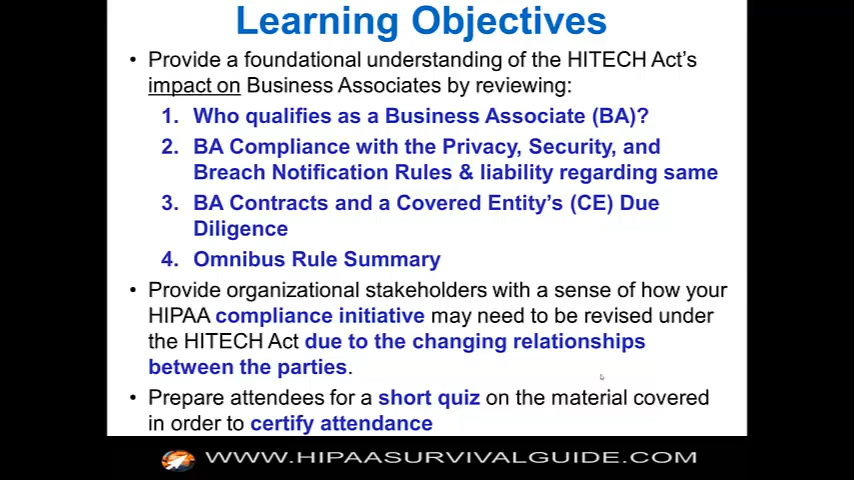 Learning Objectives
• Provide a foundational understanding of the HITECH Act's
impact on Business Associates by reviewing:
1. Who qualifies as a Business Associate (BA)?
2. BA Compliance with the Privacy, Security, and
Breach Notification Rules & liability regarding same
3. BA Contracts and a Covered Entity's (CE) Due
Diligence
4. Omnibus Rule Summary
• Provide organizational stakeholders with a sense of how your
HIPAA compliance initiative may need to be revised under
the HITECH Act due to the changing relationships
between the parties.
• Prepare attendees for a short quiz on the material covered
in order to certify attendance
WWW.HIPAASURVIVALGUIDE.COM